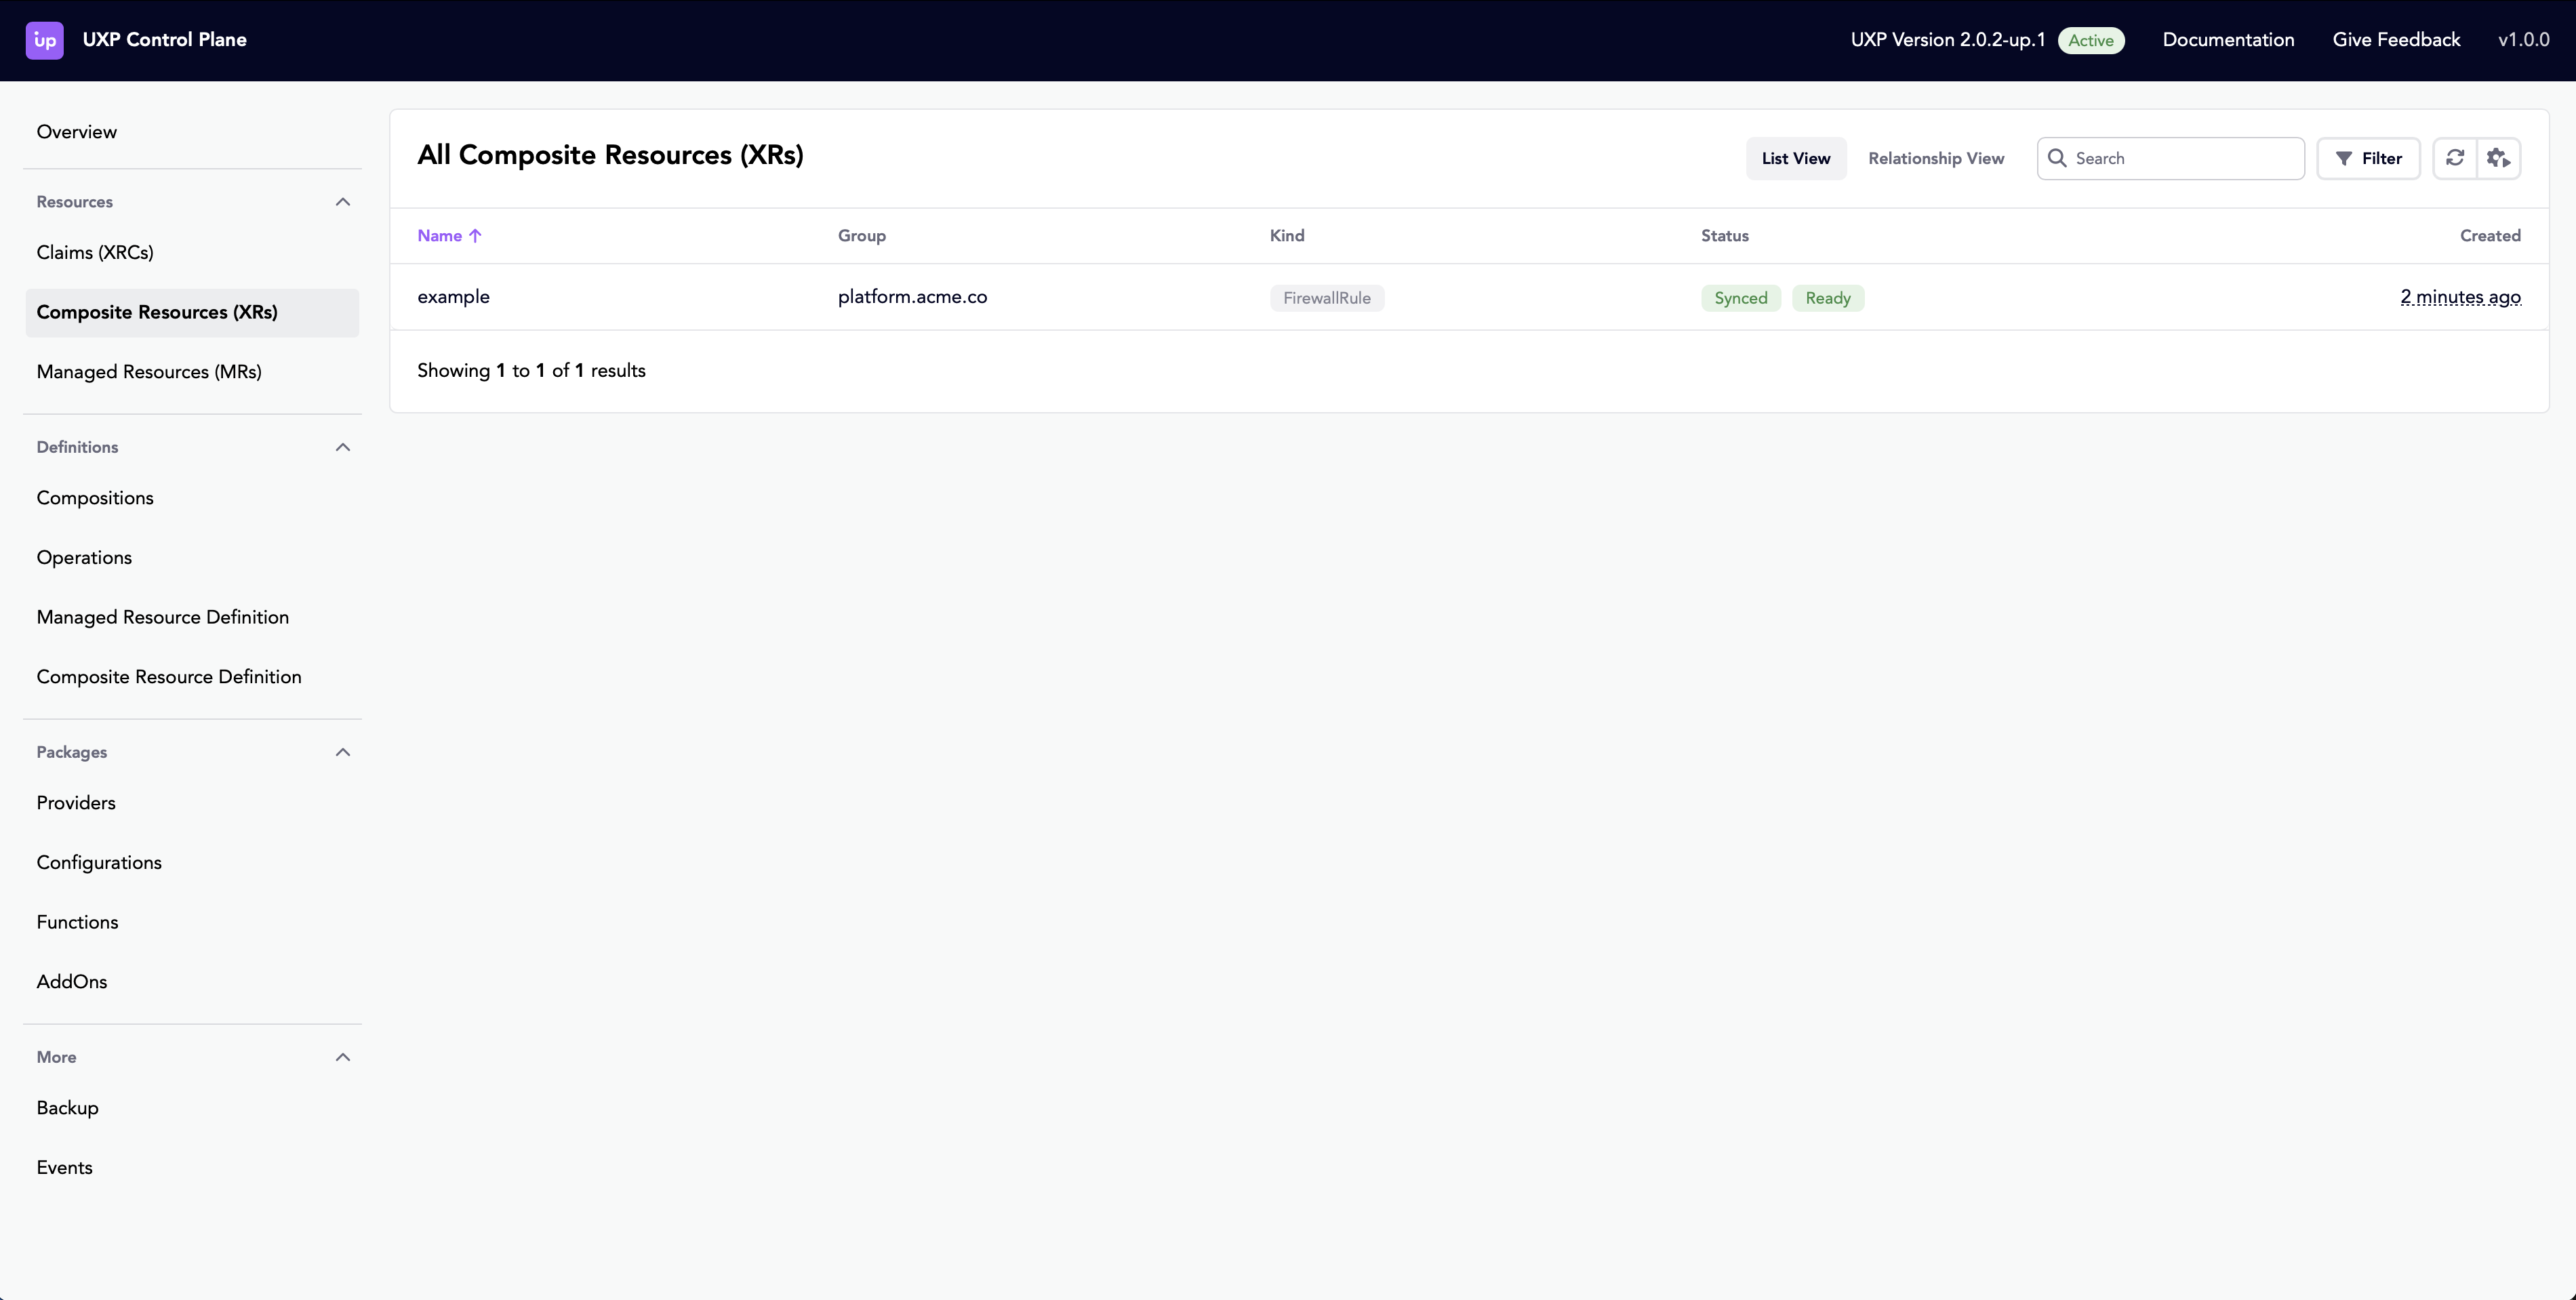 up UXP Control Plane UXP Version 2.0.2-up.1 Active Documentation Give Feedback v1.0.0
Overview
Resources
Claims (XRCs)
Composite Resources (XRs)
Managed Resources (MRs)
Definitions
Compositions
Operations
Managed Resource Definition
Composite Resource Definition
Packages
Providers
Configurations
Functions
AddOns
More
Backup
Events
All Composite Resources (XRs) List View Relationship View Search Filter
Name Group Kind Status Created
example platform.acme.co FirewallRule Synced Ready 2 minutes ago
Showing 1 to 1 of 1 results